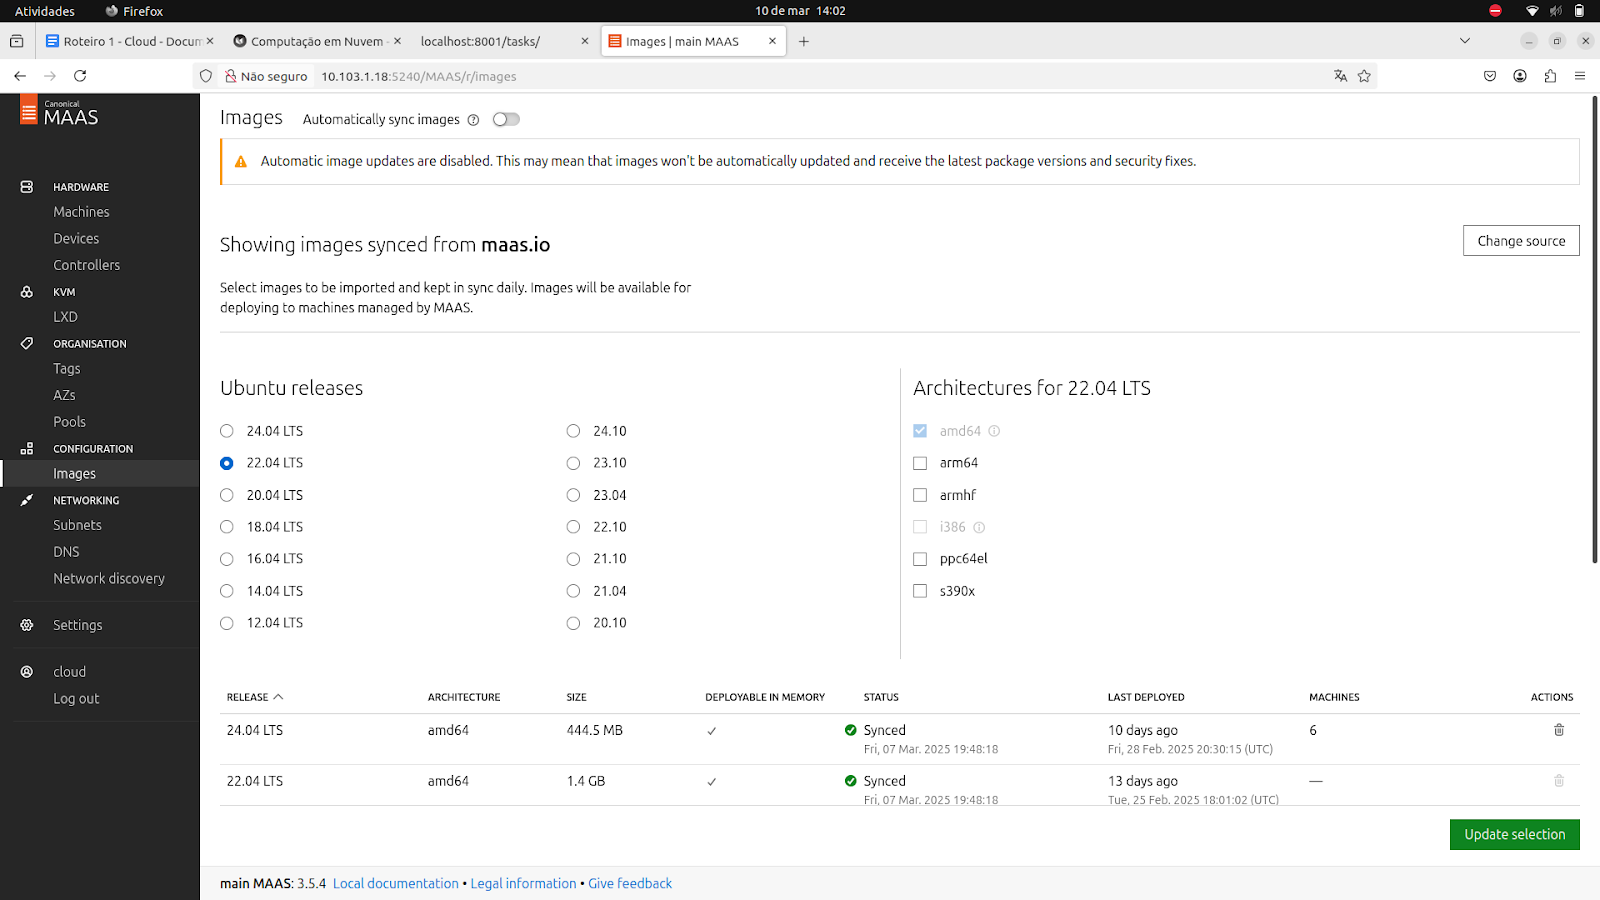 Atividades Firefox 10 de mar 14:02
Roteiro 1 - Cloud - Docum Computação em Nuvem - localhost:8001/tasks/ Images | main MAAS
Não seguro 10.103.1.18:5240/MAAS/r/images
Canonical
MAAS
HARDWARE
Machines
Devices
Controllers
KVM
LXD
ORGANISATION
Tags
AZs
Pools
CONFIGURATION
Images
NETWORKING
Subnets
DNS
Network discovery
Settings
cloud
Log out
Images Automatically sync images
Automatic image updates are disabled. This may mean that images won't be automatically updated and receive the latest package versions and security fixes.
Showing images synced from maas.io
Change source
Select images to be imported and kept in sync daily. Images will be available for
deploying to machines managed by MAAS.
Ubuntu releases
24.04 LTS 24.10
22.04 LTS 23.10
20.04 LTS 23.04
18.04 LTS 22.10
16.04 LTS 21.10
14.04 LTS 21.04
12.04 LTS 20.10
Architectures for 22.04 LTS
amd64
arm64
armhf
i386
ppc64el
s390x
RELEASE ARCHITECTURE SIZE DEPLOYABLE IN MEMORY STATUS LAST DEPLOYED MACHINES ACTIONS
24.04 LTS amd64 444.5 MB Synced 10 days ago 6
Fri, 07 Mar. 2025 19:48:18 Fri, 28 Feb. 2025 20:30:15 (UTC)
22.04 LTS amd64 1.4 GB Synced 13 days ago —
Fri, 07 Mar. 2025 19:48:18 Tue, 25 Feb. 2025 18:01:02 (UTC)
Update selection
main MAAS: 3.5.4 Local documentation • Legal information • Give feedback